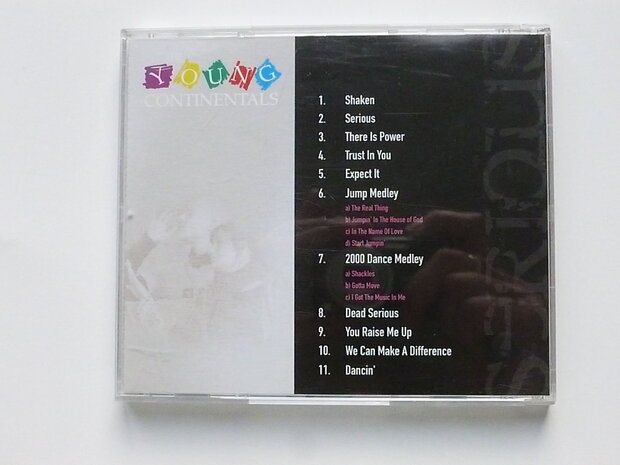 YOUNG
CONTINENTALS
1. Shaken
2. Serious
3. There Is Power
4. Trust In You
5. Expect It
6. Jump Medley
a) The Real Thing
b) Jumpin' In The House of God
c) In The Name Of Love
d) Start Jumpin'
7. 2000 Dance Medley
a) Shackles
b) Gotta Move
c) I Got The Music In Me
8. Dead Serious
9. You Raise Me Up
10. We Can Make A Difference
11. Dancin'
SERIOUS